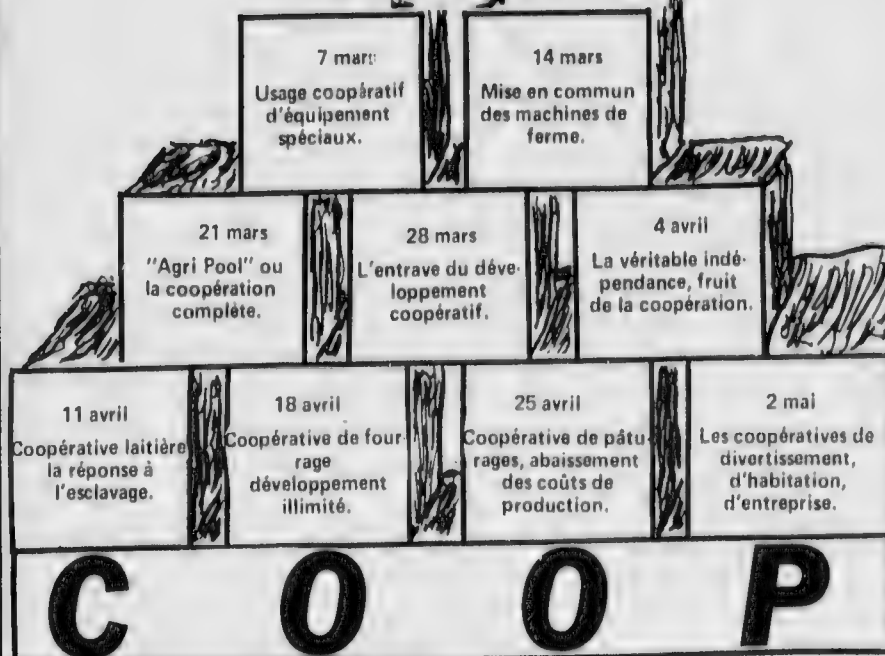 7 mars
Usage coopératif
d'équipement
spéciaux.
14 mars
Mise en commun
des machines de
ferme.
21 mars
"Agri Pool" ou
la coopération
complète.
28 mars
L'entrave du déve-
loppement
coopératif.
4 avril
La véritable indé-
pendance, fruit
de la coopération.
11 avril
Coopérative laitière
la réponse à
l'esclavage.
18 avril
Coopérative de four-
rage
développement
illimité.
25 avril
Coopérative de pâtu-
rages, abaissement
des coûts de
production.
2 mai
Les coopératives de
divertissement,
d'habitation,
d'entreprise.
COOP